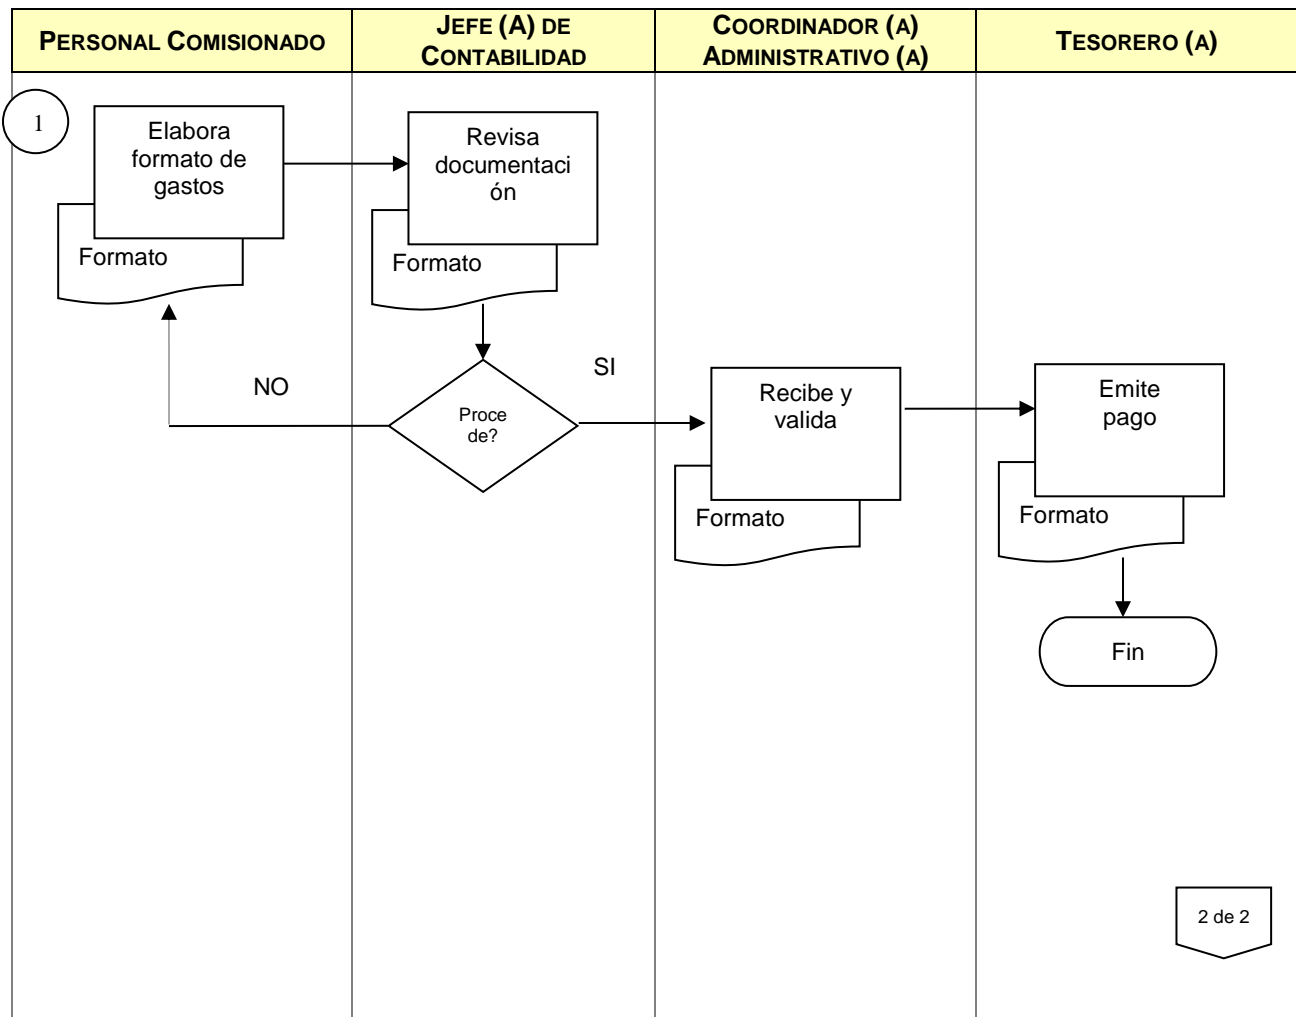 PERSONAL COMISIONADO
JEFE (A) DE
CONTABILIDAD
COORDINADOR (A)
ADMINISTRATIVO (A)
TESORERO (A)
1
Elabora
formato de
gastos
Formato
Revisa
documentaci
ón
Formato
NO
Proce
de?
SI
Recibe y
valida
Formato
Emite
pago
Formato
Fin
2 de 2